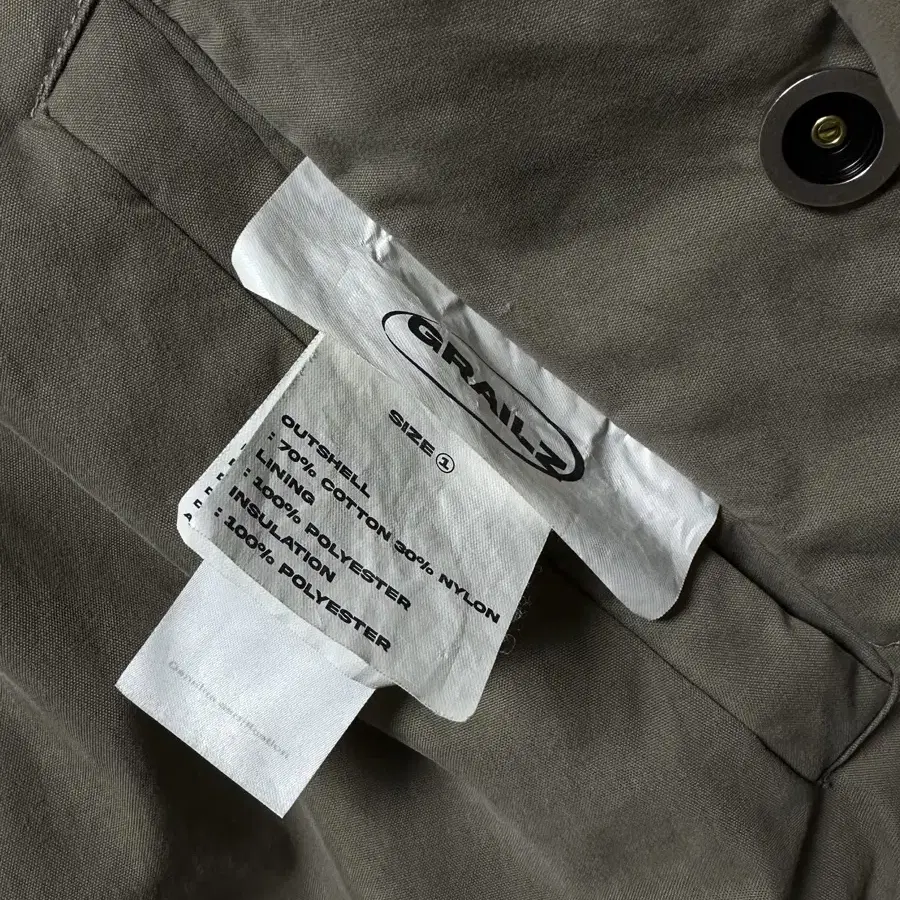 GRAILZ
SIZE ①
OUTSHELL
: 70% COTTON 30% NYLON
LINING
: 100% POLYESTER
INSULATION
: 100% POLYESTER